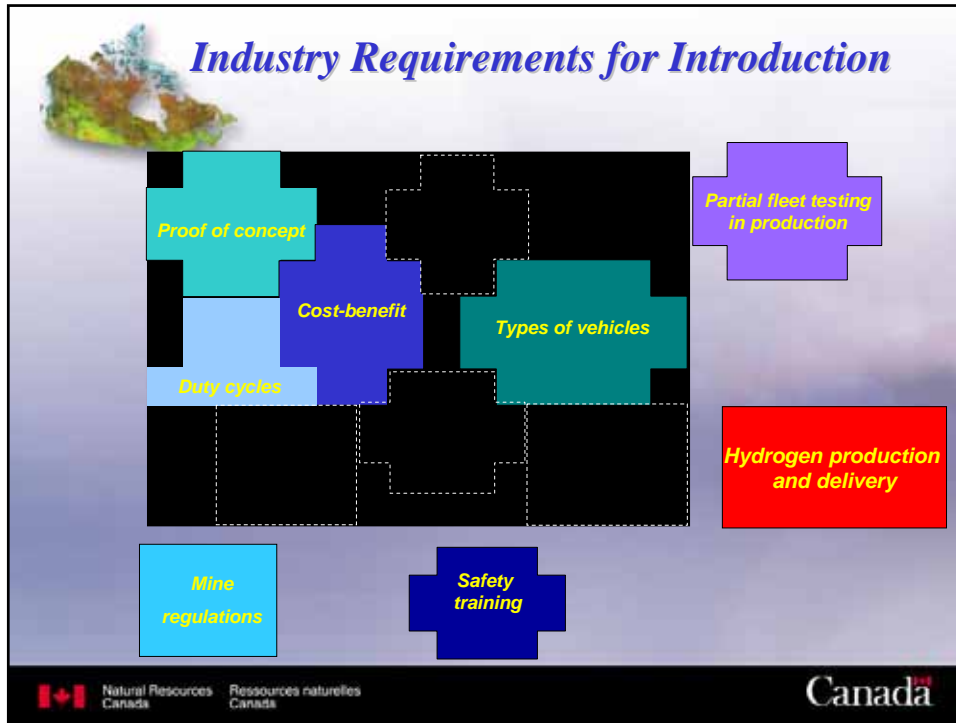 Industry Requirements for Introduction
Proof of concept
Partial fleet testing
in production
Cost-benefit
Types of vehicles
Duty cycles
Hydrogen production
and delivery
Mine
regulations
Safety
training
Natural Resources
Canada
Ressources naturelles
Canada
Canada